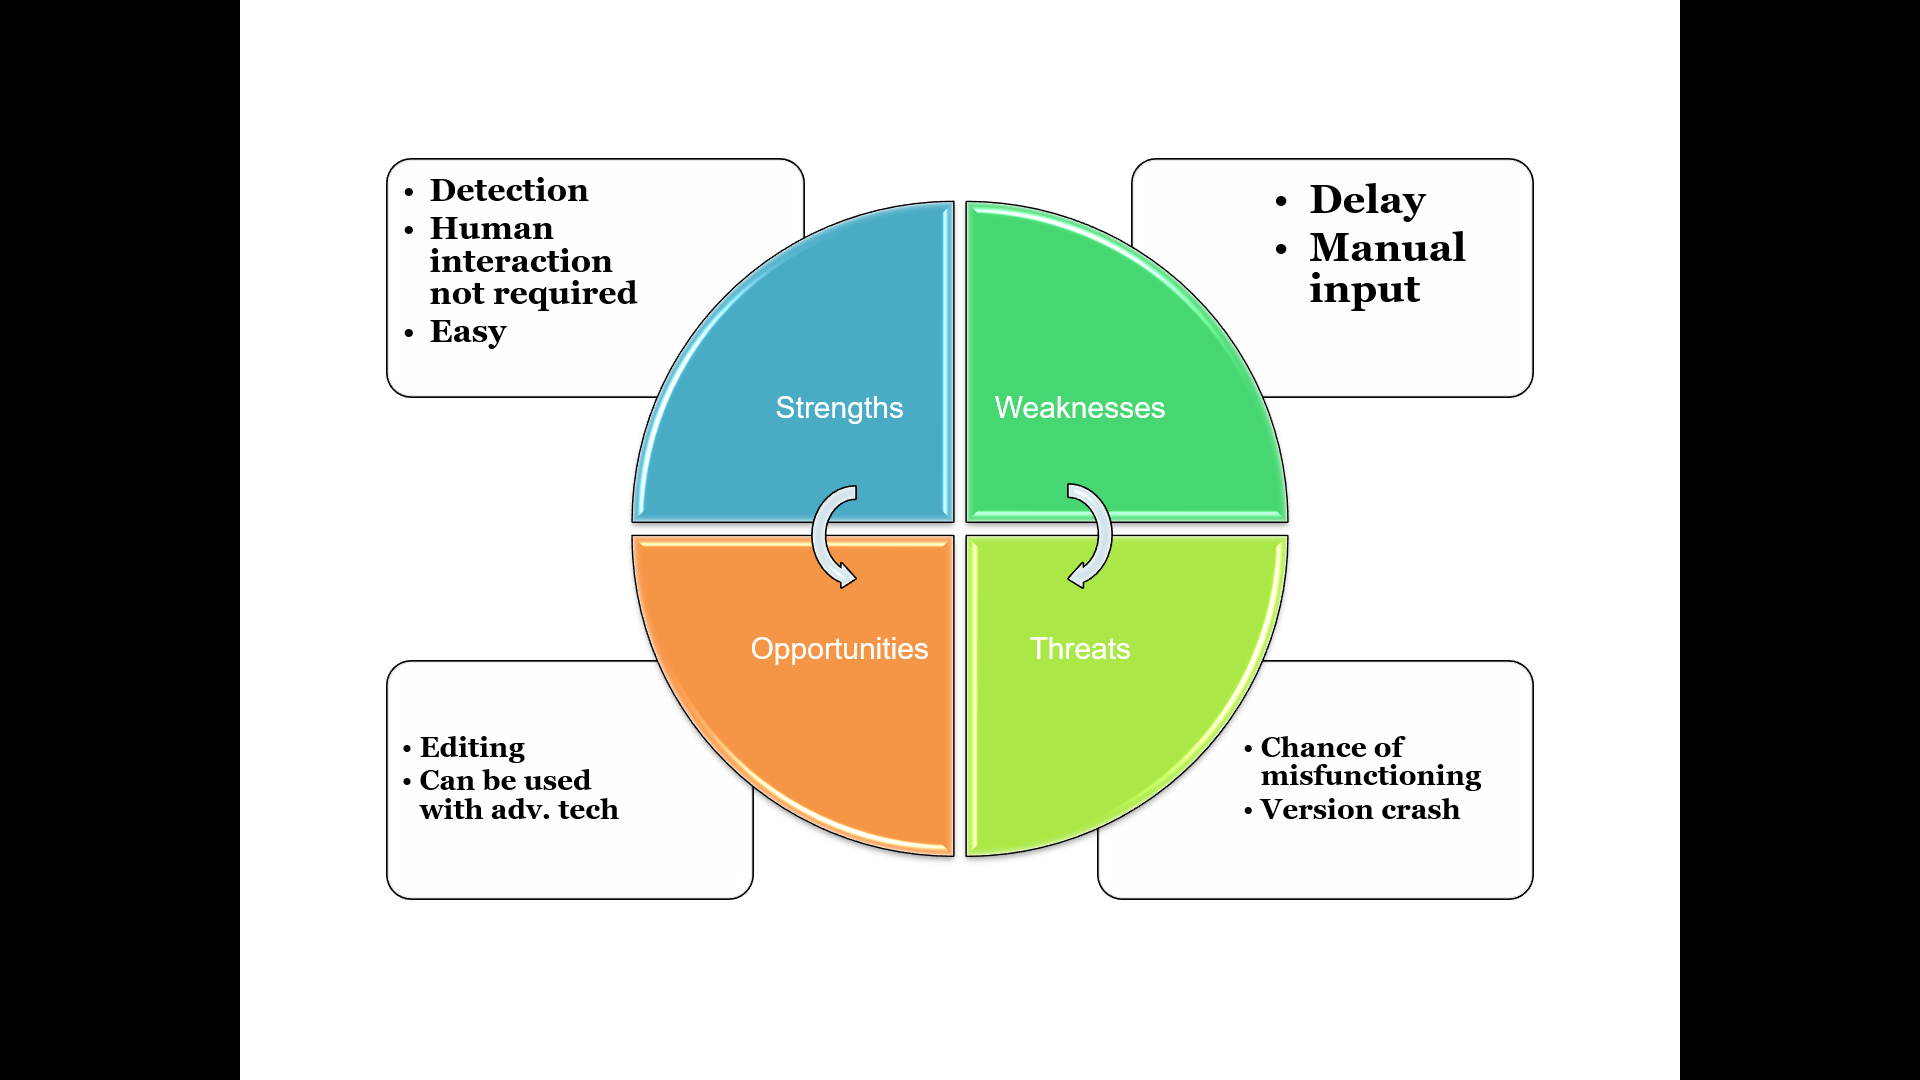 • Detection
• Human
interaction
not required
• Easy
• Delay
• Manual
input
Strengths
Weaknesses
Opportunities
Threats
• Editing
• Can be used
with adv. tech
• Chance of
misfunctioning
• Version crash